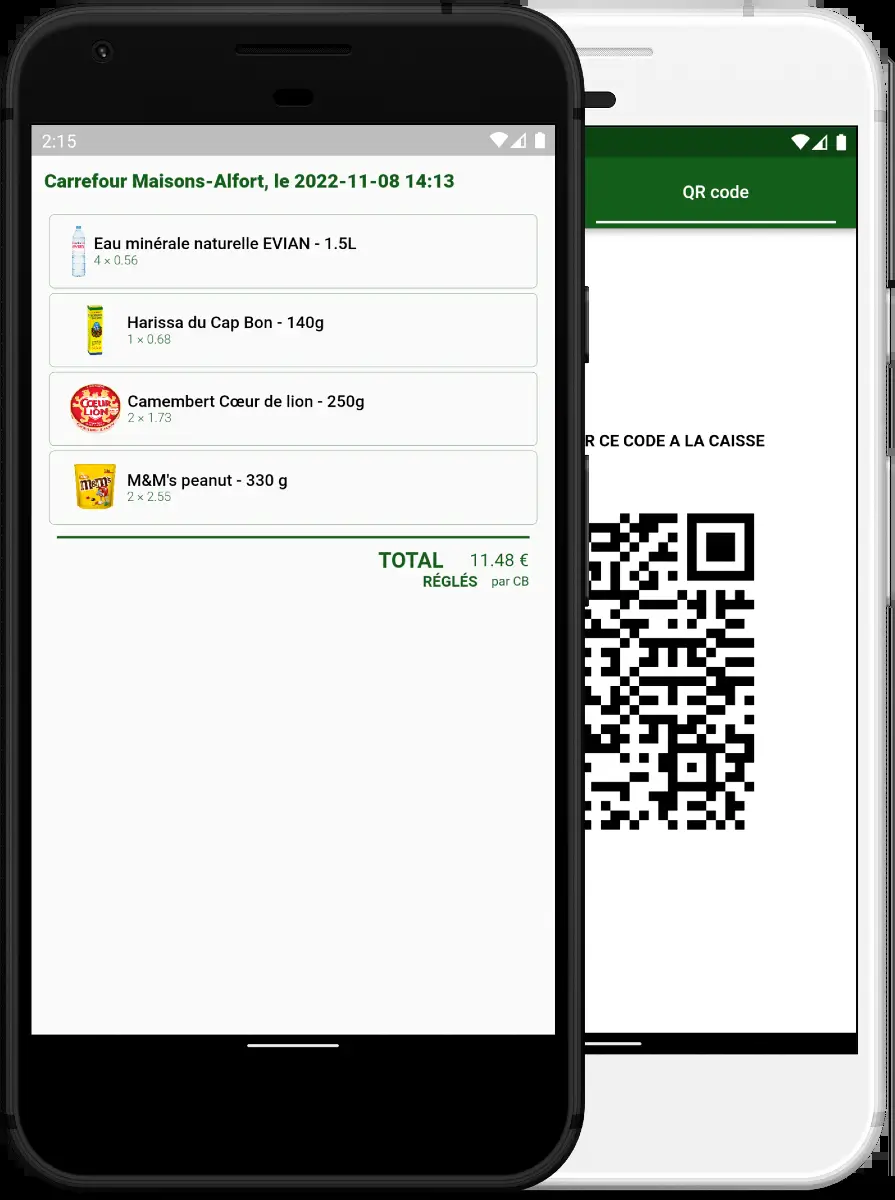 2:15
Carrefour Maisons-Alfort, le 2022-11-08 14:13
Eau minérale naturelle EVIAN - 1.5L
4 × 0.56
Harissa du Cap Bon - 140g
1 × 0.68
CŒUR
LION
Camembert Cœur de lion - 250g
2 × 1.73
m&m's
M&M's peanut - 330 g
2 × 2.55
TOTAL 11.48 €
RÉGLÉS par CB
QR code
R CE CODE A LA CAISSE